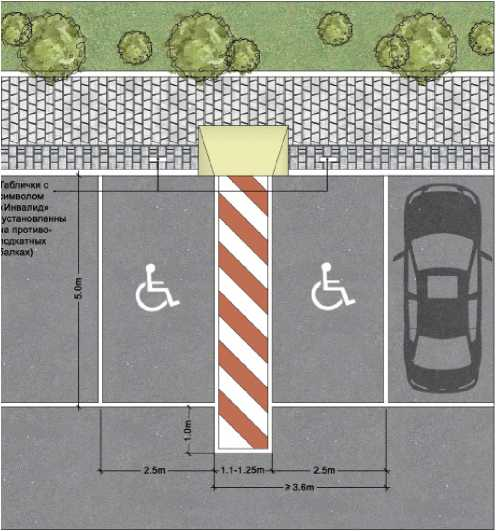 Таблички с
символом
«Инвалид»
установленны
на противо-
подкатных
балках)
5.0m
1.0m
2.5m
1.1-1.25m
2.5m
≥ 3.6m